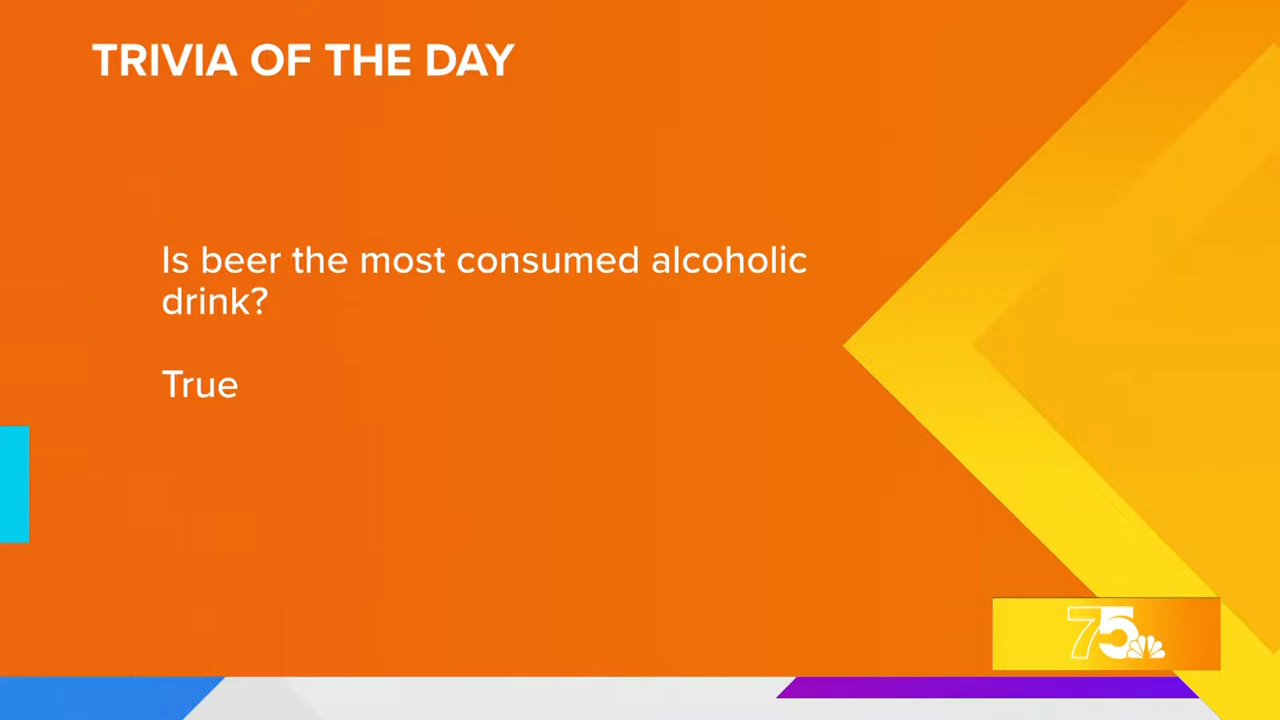 TRIVIA OF THE DAY
Is beer the most consumed alcoholic
drink?
True
75